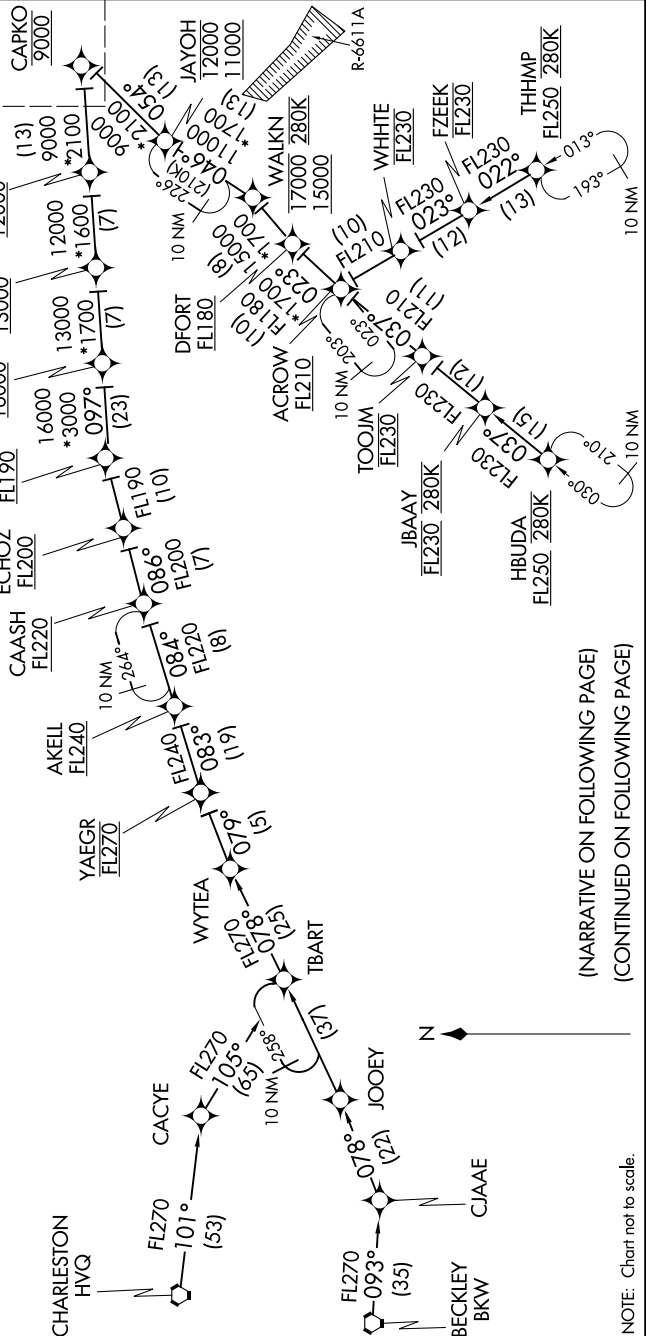 CHARLESTON
HVQ
FL270
101°
(53)
CACYE
FL270
105°
(65)
BECKLEY
BKW
FL270
093°
(35)
CJAAE
078°
(22)
JOOEY
(37)
10 NM
258°
TBART
FL270
078°
(25)
WYTEA
079°
(5)
YAEGR
FL270
FL240
083°
(19)
AKELL
FL240
10 NM
264°
084°
FL220
(8)
CAASH
FL220
086°
FL200
(7)
ECHOZ
FL200
FL190
(10)
FL190
16000
*3000
097°
(23)
13000
*1700
(7)
13000
12000
*1600
(7)
(13)
9000
*2100
CAPKO
9000
9000
*2100
054°
(13)
JAYOH
12000
11000
R-6611A
10 NM
226°
(210K)
046°
11000
*1700
(13)
WALKN
17000 280K
15000
15000
*1700
(8)
DFORT
FL180
023°
*1700
FL180
(10)
ACROW
FL210
10 NM
203°
023°
FL210
(10)
WHHTE
FL230
FL230
023°
(12)
FZEEK
FL230
FL230
022°
(13)
THHMP
FL250 280K
013°
193°
10 NM
037°
FL210
(11)
TOOJM
FL230
FL230
(12)
JBAAY
FL230 280K
FL230
037°
(15)
HBUDA
FL250 280K
030°
210°
10 NM
N
(NARRATIVE ON FOLLOWING PAGE)
(CONTINUED ON FOLLOWING PAGE)
NOTE: Chart not to scale.